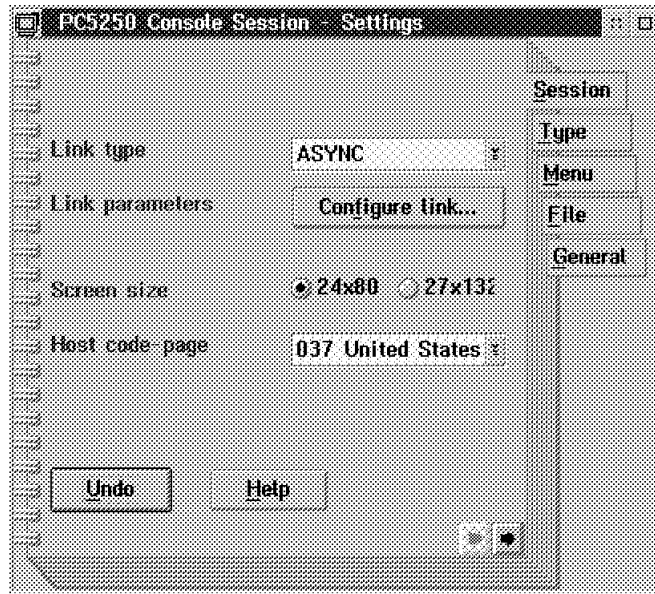 PC5250 Console Session - Settings
Session
Link type ASYNC
Type
Menu
Link parameters Configure link...
File
General
Screen size 24x80 27x132
Host code-page 037 United States
Undo Help